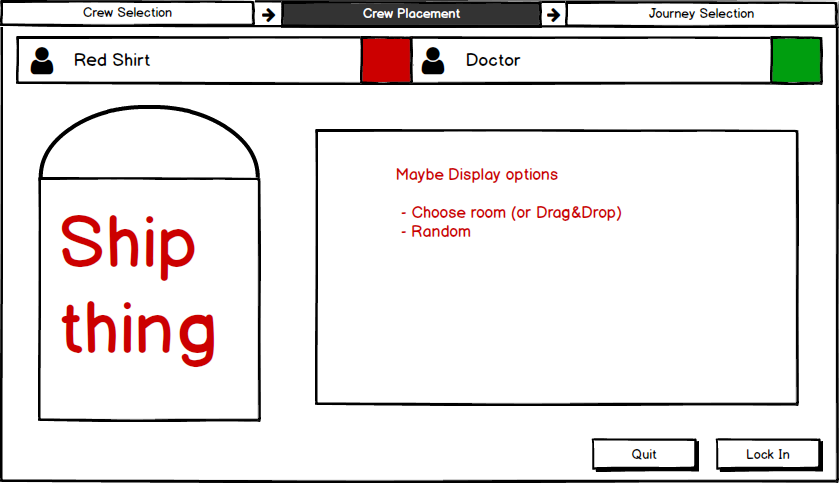 Crew Selection
Crew Placement
Journey Selection
Red Shirt
Doctor
Ship
thing
Maybe Display options
- Choose room (or Drag&Drop)
- Random
Quit
Lock In